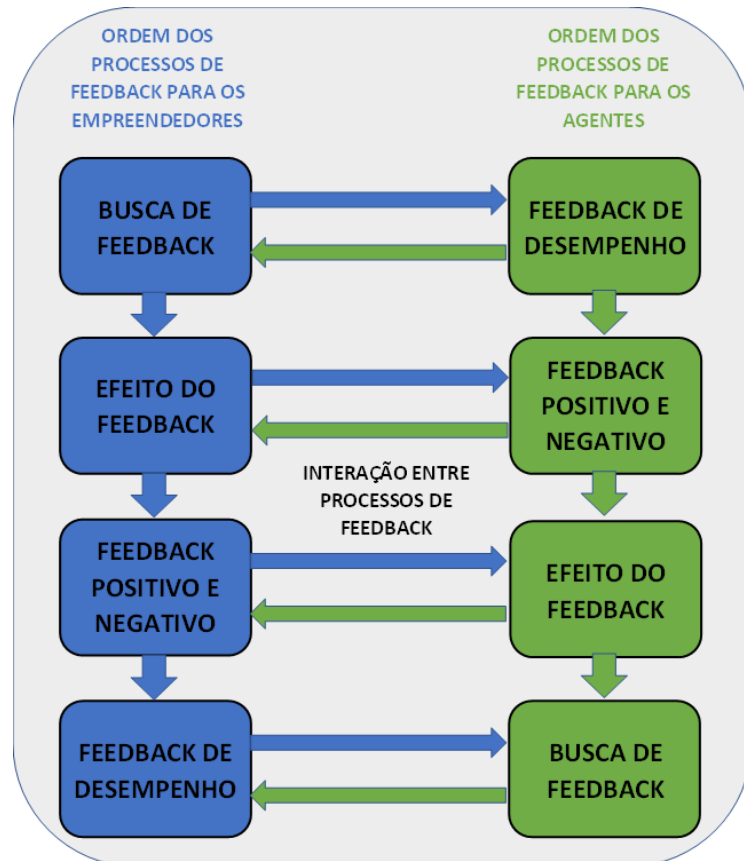 ORDEM DOS
PROCESSOS DE
FEEDBACK PARA OS
EMPREENDEDORES
ORDEM DOS
PROCESSOS DE
FEEDBACK PARA OS
AGENTES
BUSCA DE
FEEDBACK
FEEDBACK DE
DESEMPENHO
EFEITO DO
FEEDBACK
FEEDBACK
POSITIVO E
NEGATIVO
INTERAÇÃO ENTRE
PROCESSOS DE
FEEDBACK
FEEDBACK
POSITIVO E
NEGATIVO
EFEITO DO
FEEDBACK
FEEDBACK DE
DESEMPENHO
BUSCA DE
FEEDBACK